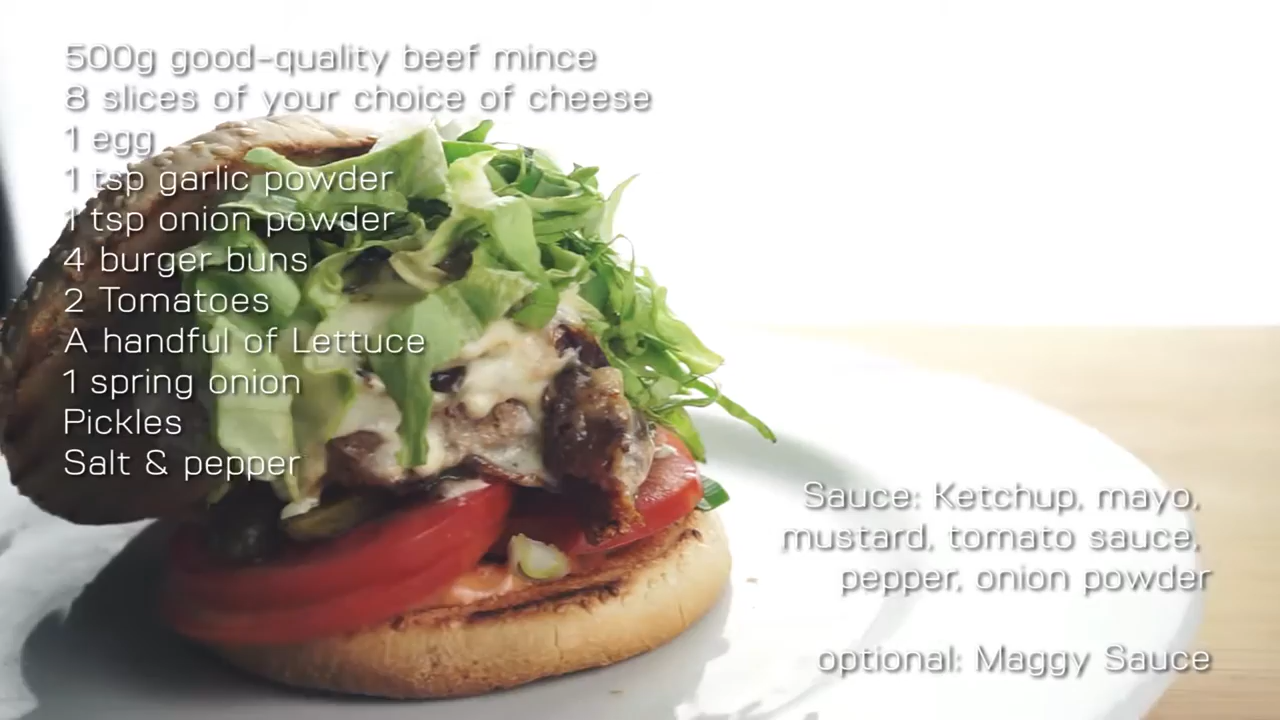 500g good-quality beef mince
8 slices of your choice of cheese
1 egg
1 tsp garlic powder
1 tsp onion powder
4 burger buns
2 Tomatoes
A handful of Lettuce
1 spring onion
Pickles
Salt & pepper
Sauce: Ketchup, mayo,
mustard, tomato sauce,
pepper, onion powder
optional: Maggy Sauce